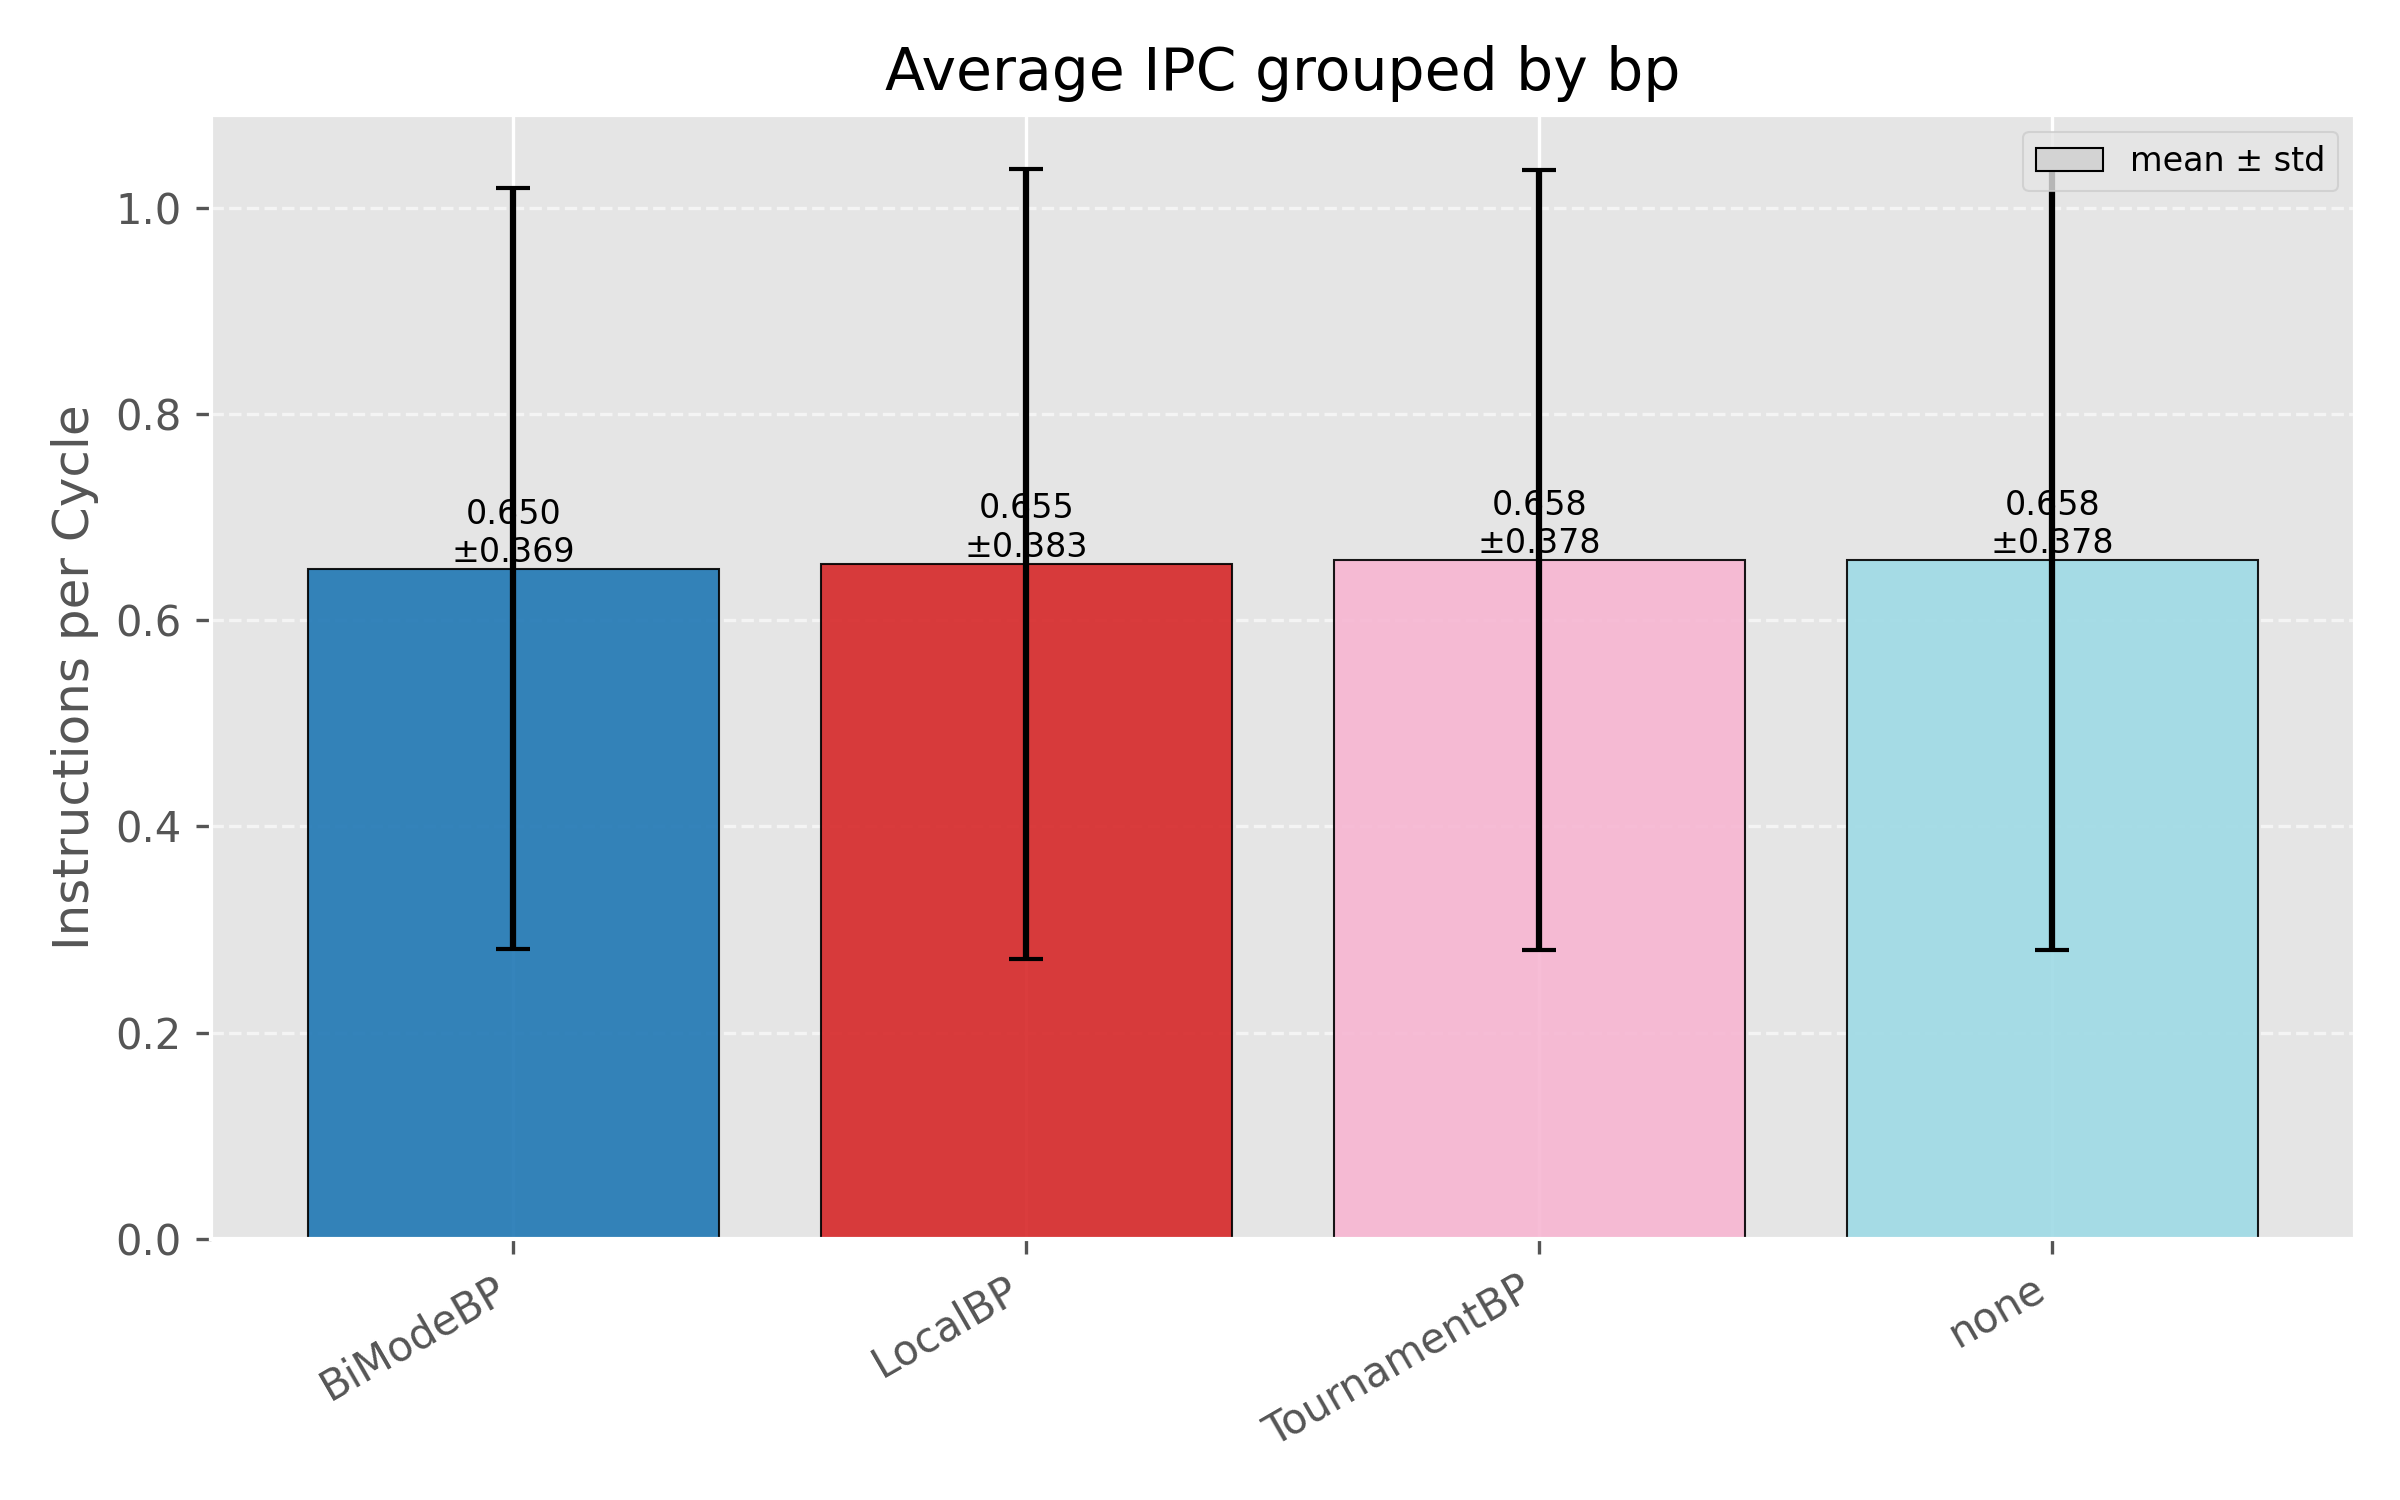 Average IPC grouped by bp
mean ± std
Instructions per Cycle
1.0
0.8
0.6
0.4
0.2
0.0
0.650
±0.369
0.655
±0.383
0.658
±0.378
0.658
±0.378
BiModeBP
LocalBP
TournamentBP
none